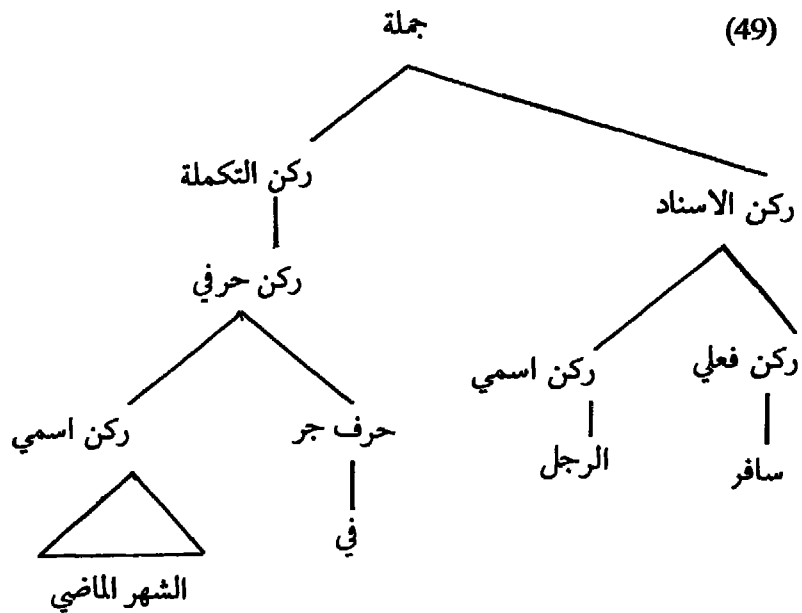 (49)
جملة
ركن التكملة
ركن الاسناد
ركن حرفي
ركن فعلي
ركن اسمي
حرف جر
ركن اسمي
سافر
الرجل
في
الشهر الماضي